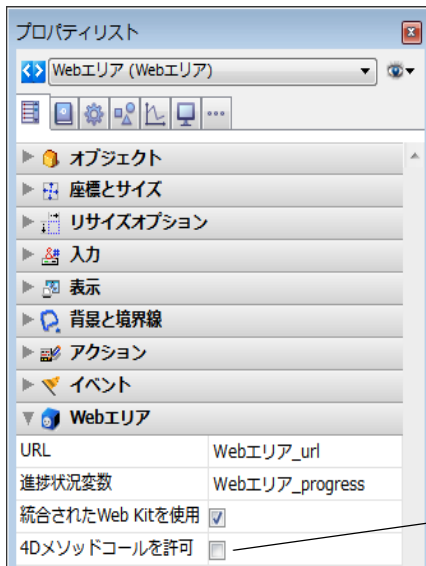 プロパティリスト
Webエリア (Webエリア)
オブジェクト
座標とサイズ
リサイズオプション
入力
表示
背景と境界線
アクション
イベント
Webエリア
URL Webエリア_url
進捗状況変数 Webエリア_progress
統合されたWeb Kitを使用
4Dメソッドコールを許可